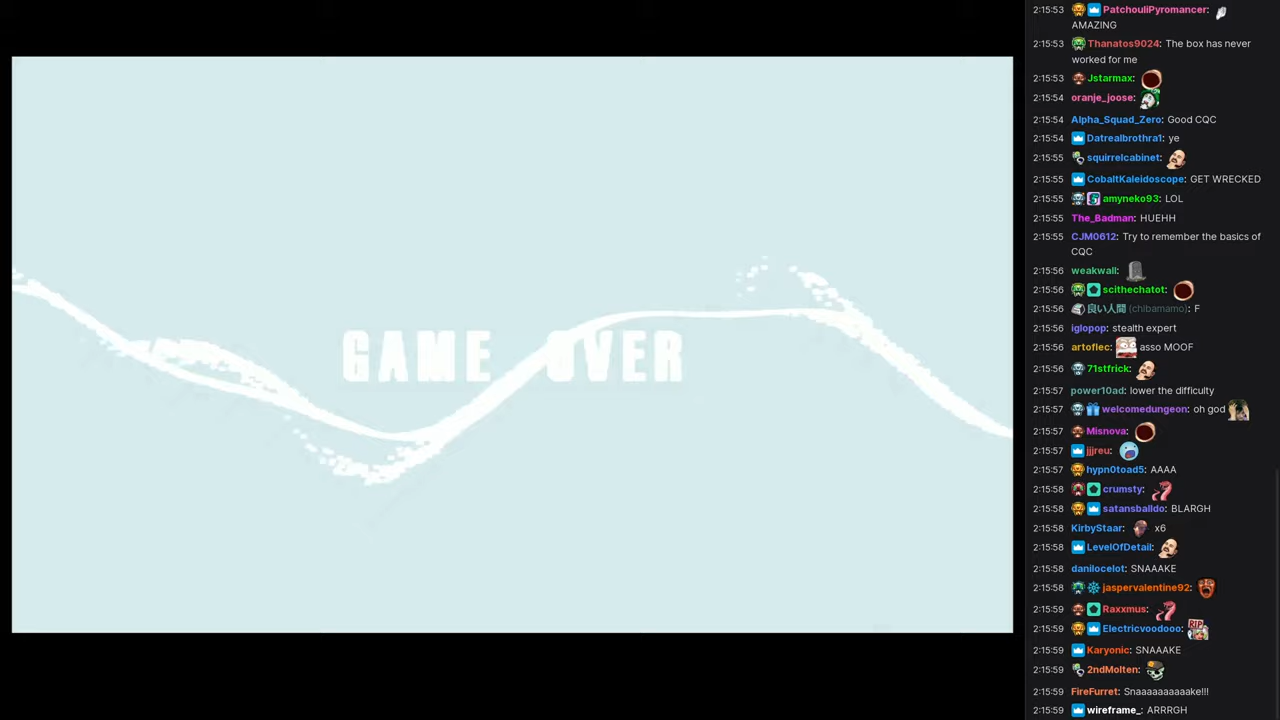 GAME OVER
2:15:53 PatchouliPyromancer:
AMAZING
2:15:53 Thanatos9024: The box has never
worked for me
2:15:53 Jstarmax:
2:15:54 oranje_joose:
2:15:54 Alpha_Squad_Zero: Good CQC
2:15:54 Datrealbrothra1: ye
2:15:55 squirrelcabinet:
2:15:55 CobaltKaleidoscope: GET WRECKED
2:15:55 amyneko93: LOL
2:15:55 The_Badman: HUEHH
2:15:55 CJM0612: Try to remember the basics of
CQC
2:15:56 weakwall:
2:15:56 scithechatot:
2:15:56 良い人間 (chibamamo): F
2:15:56 iglopop: stealth expert
2:15:56 artoflec: asso MOOF
2:15:56 71stfrick:
2:15:57 power10ad: lower the difficulty
2:15:57 welcomedungeon: oh god
2:15:57 Misnova:
2:15:57 jjjreu:
2:15:57 hypn0toad5: AAAA
2:15:58 crumsty:
2:15:58 satansballdo: BLARGH
2:15:58 KirbyStaar: x6
2:15:58 LevelOfDetail:
2:15:58 danilocelot: SNAAAKE
2:15:58 jaspervalentine92:
2:15:59 Raxxmus:
2:15:59 Electricvoodooo: RIP
2:15:59 Karyonic: SNAAAKE
2:15:59 2ndMolten:
2:15:59 FireFurret: Snaaaaaaaaaake!!!
2:15:59 wireframe_: ARRRGH